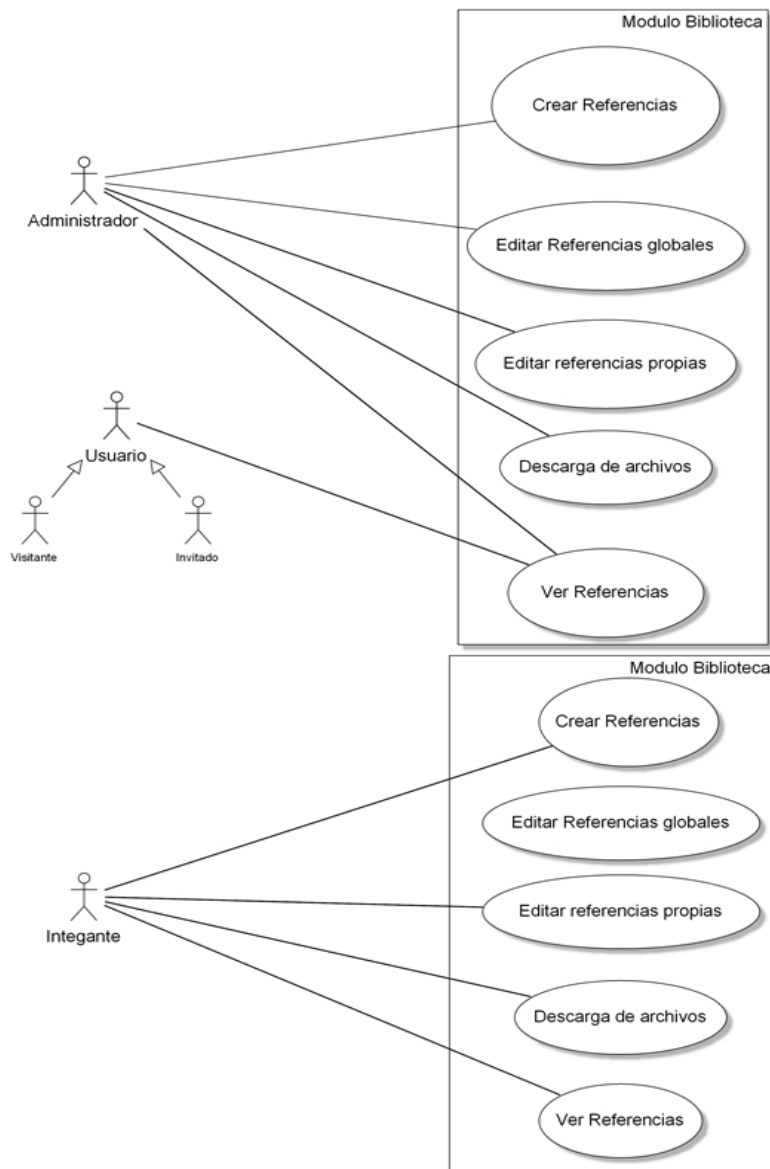 Modulo Biblioteca
Crear Referencias
Administrador
Editar Referencias globales
Editar referencias propias
Usuario
Descarga de archivos
Visitante
Invitado
Ver Referencias
Modulo Biblioteca
Crear Referencias
Editar Referencias globales
Integante
Editar referencias propias
Descarga de archivos
Ver Referencias